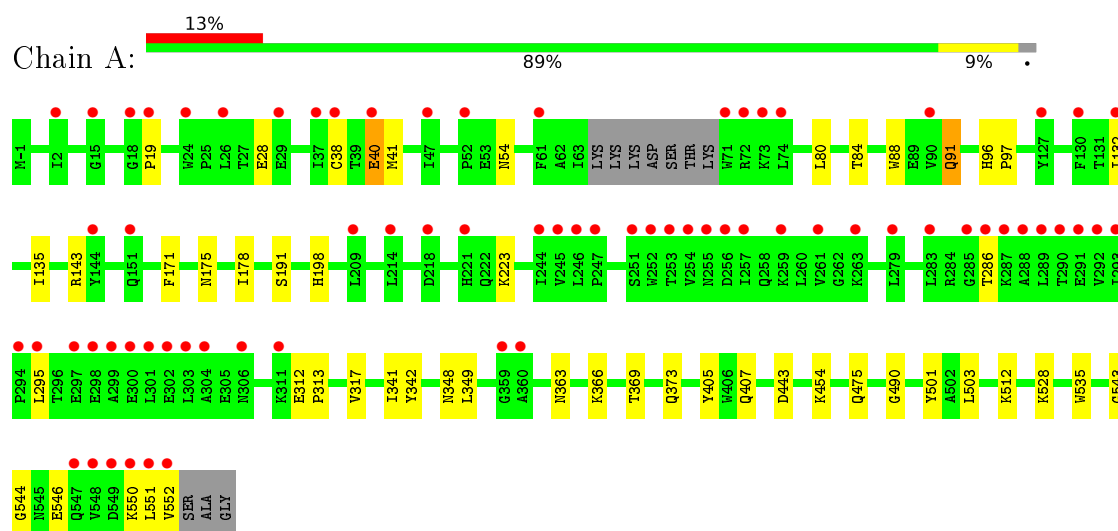 13%
Chain A:
89% 9% •
M-1 I2 G15 G18 P19 W24 P25 L26 T27 E28 E29 I37 C38 T39 E40 M41 I47 P52 E53 N54 F61 A62 I63 LYS LYS LYS ASP SER THR LYS W71 R72 K73 L74 L80 T84 W88 E89 V90 Q91 H96 P97 Y127 F130 T131 I132
I135 R143 Y144 Q151 F171 N175 I178 S191 H198 L209 L214 D218 H221 Q222 K223 I244 V245 L246 P247 S251 W252 T253 V254 N255 D256 I257 Q258 K259 L260 V261 G262 K263 L279 L283 R284 G285 T286 K287 A288 L289 T290 E291 V292 I293
P294 L295 T296 E297 E298 A299 E300 L301 E302 L303 A304 E305 N306 K311 E312 P313 V317 I341 Y342 N348 L349 G359 A360 N363 K366 T369 Q373 Y405 W406 Q407 D443 K454 Q475 G490 Y501 A502 L503 K512 K528 W535 G543
G544 N545 E546 Q547 V548 D549 K550 L551 V552 SER ALA GLY